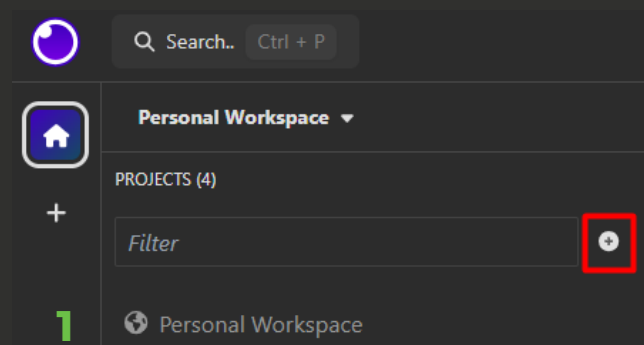 Search.. Ctrl + P
Personal Workspace
PROJECTS (4)
Filter
1
Personal Workspace